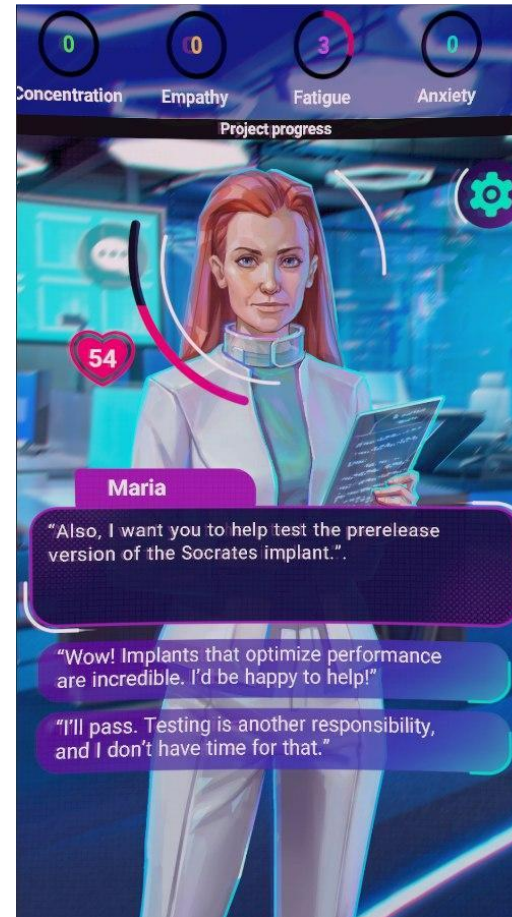 0 0 3 0
Concentration Empathy Fatigue Anxiety
Project progress
54
Maria
“Also, I want you to help test the prerelease
version of the Socrates implant.”.
“Wow! Implants that optimize performance
are incredible. I’d be happy to help!”
“I’ll pass. Testing is another responsibility,
and I don’t have time for that.”